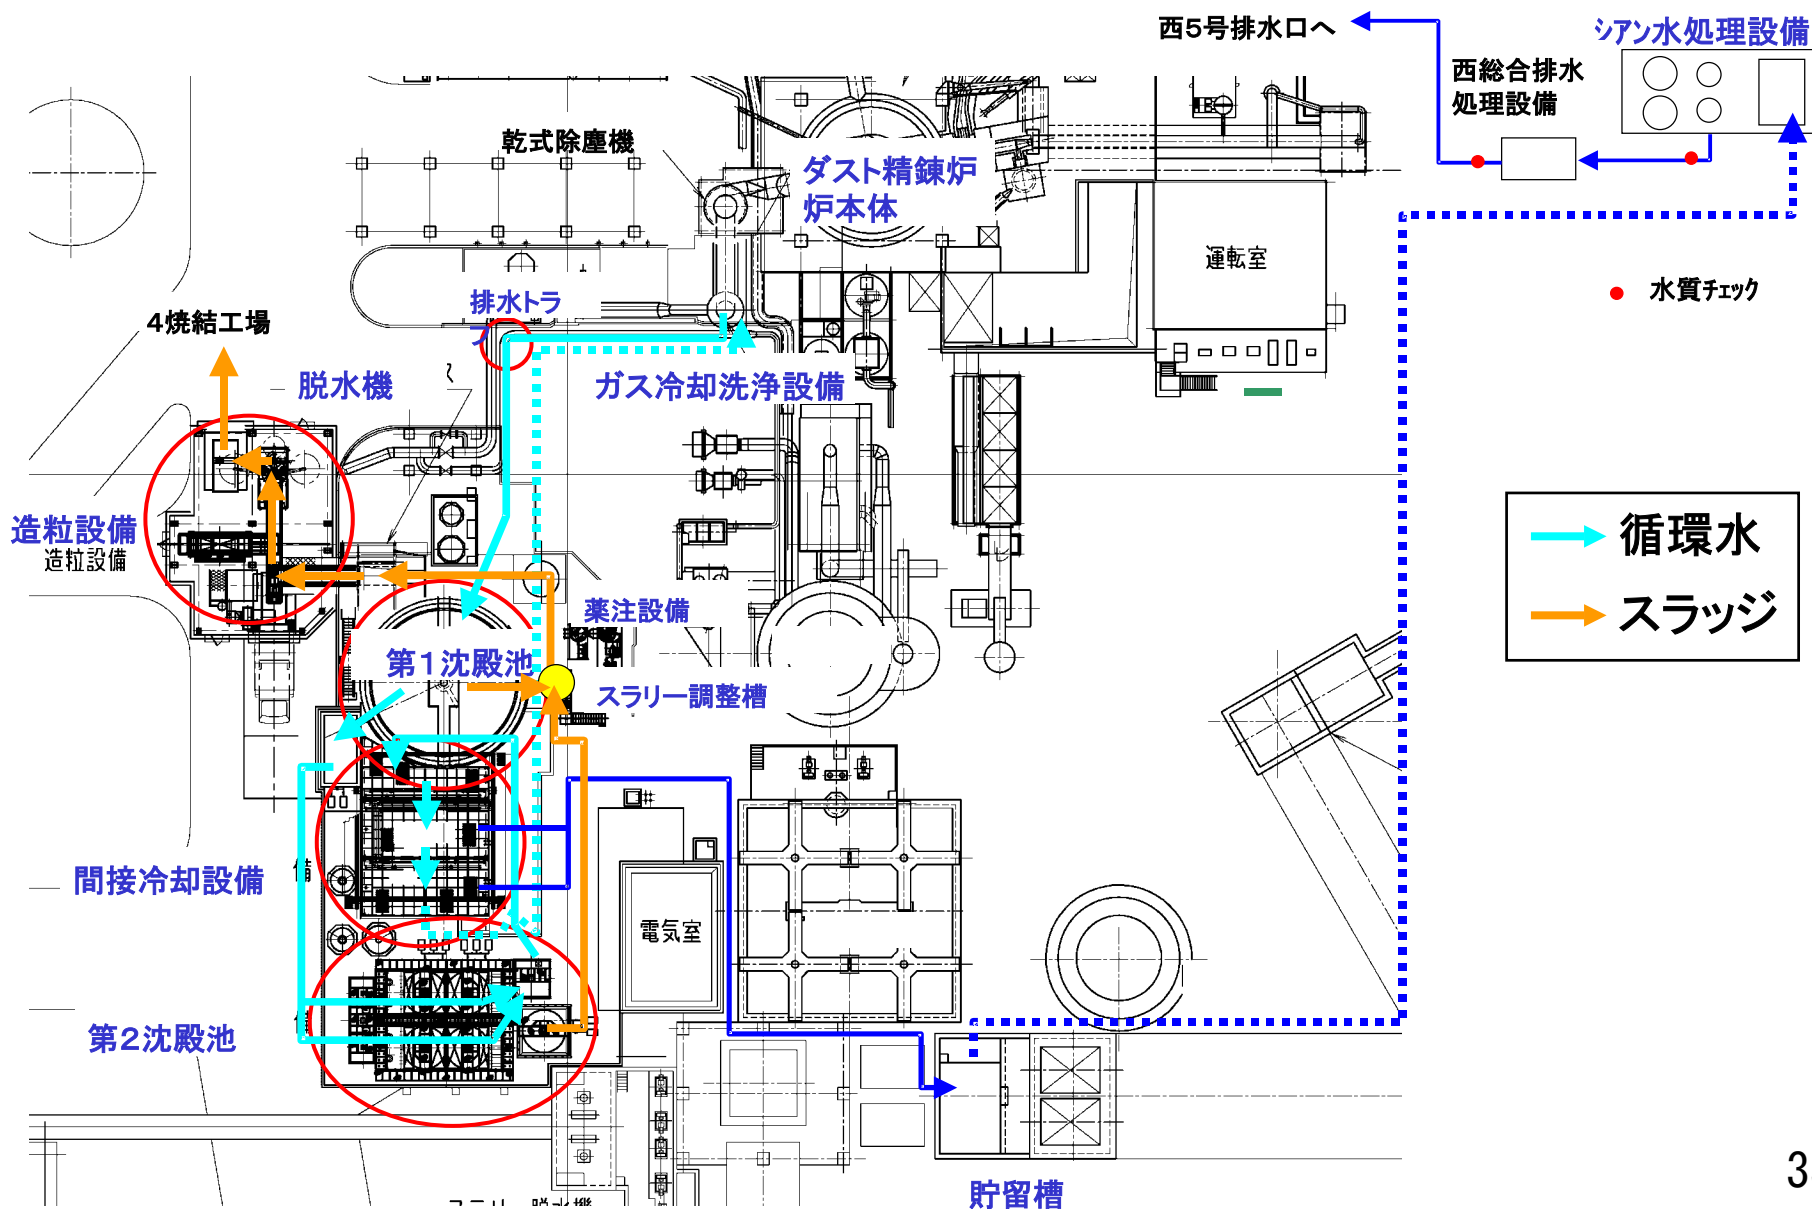 西5号排水口へ
シアン水処理設備
西総合排水
処理設備
乾式除塵機
ダスト精錬炉
炉本体
運転室
水質チェック
排水トラ
プ
4焼結工場
脱水機
ガス冷却洗浄設備
造粒設備
造粒設備
循環水
スラッジ
薬注設備
第1沈殿池
スラリー調整槽
間接冷却設備
備
電気室
第2沈殿池
貯留槽
3